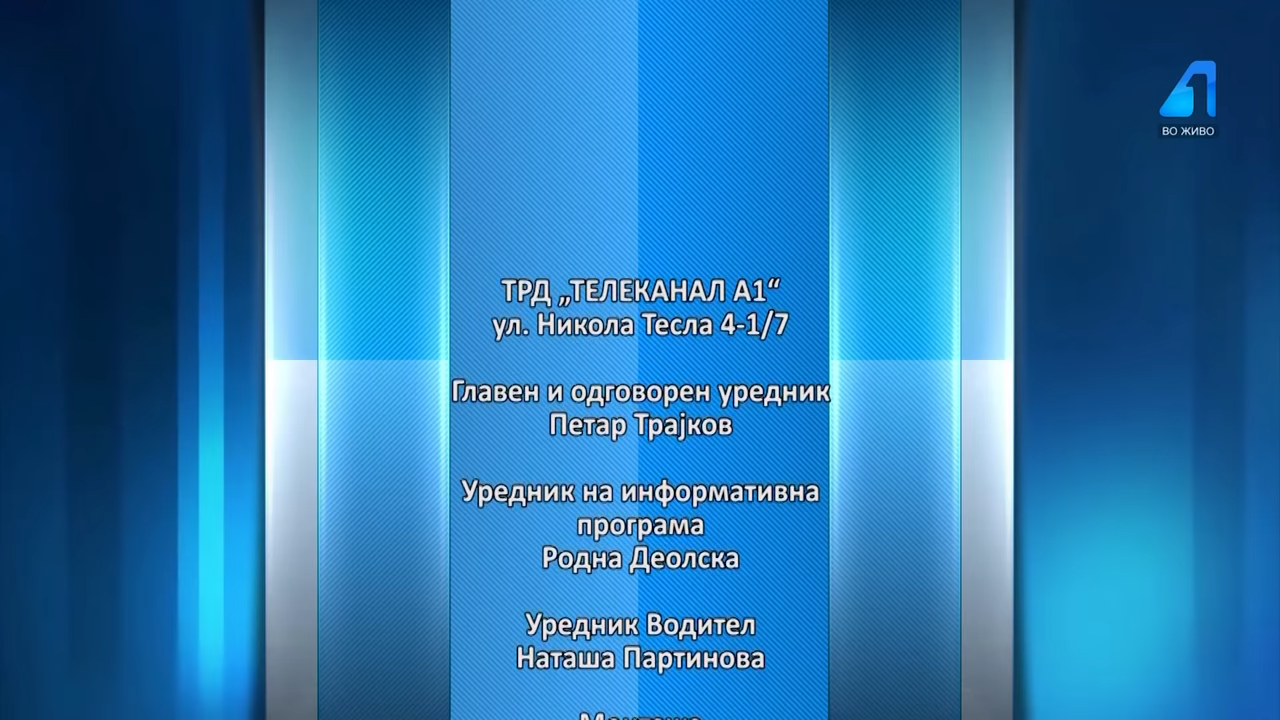 А1
ВО ЖИВО
ТРД „ТЕЛЕКАНАЛ А1“
ул. Никола Тесла 4-1/7
Главен и одговорен уредник
Петар Трајков
Уредник на информативна
програма
Родна Деолска
Уредник Водител
Наташа Партинова